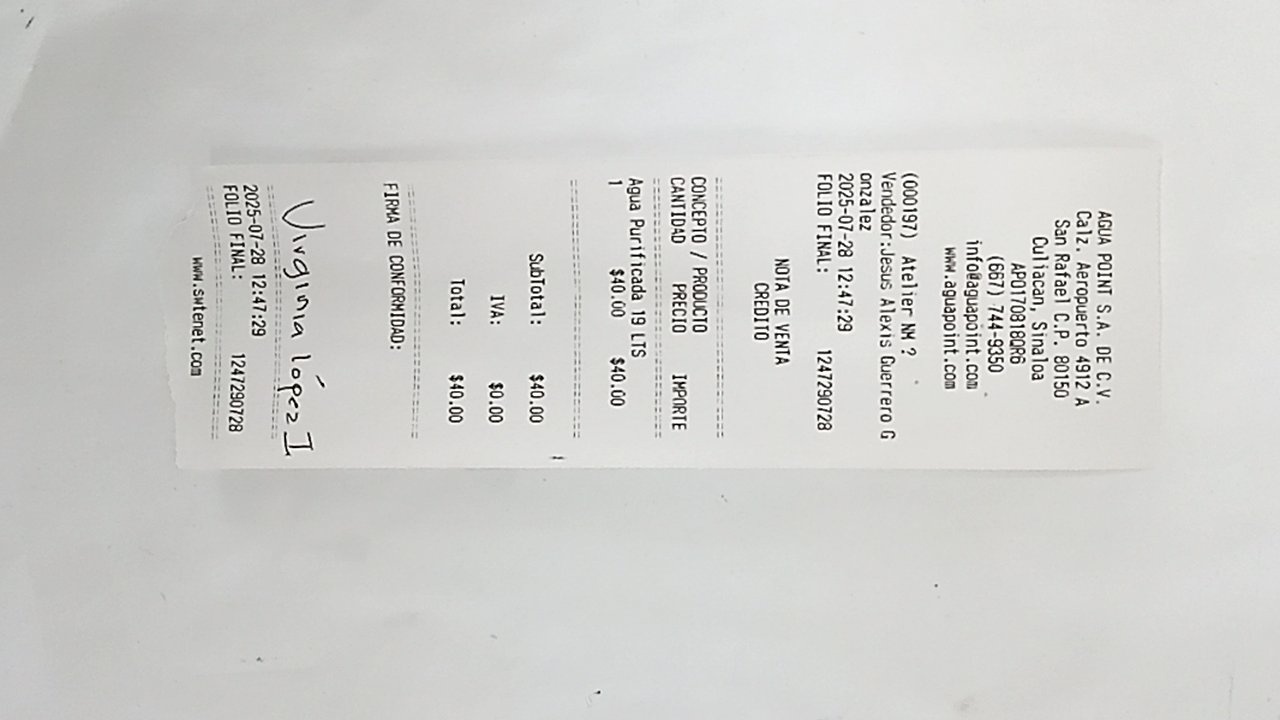 AGUA POINT S.A. DE C.V.
Calz. Aeropuerto 4912 A
San Rafael C.P. 80150
Culiacan, Sinaloa
APO170818QR6
(667) 744-9350
info@aguapoint.com
www.aguapoint.com
(000197) Atelier NM ?
Vendedor:Jesus Alexis Guerrero G
onzalez
2025-07-28 12:47:29
FOLIO FINAL: 1247290728
NOTA DE VENTA
CREDITO
CONCEPTO / PRODUCTO
CANTIDAD PRECIO IMPORTE
Agua Purificada 19 LTS
1 $40.00 $40.00
SubTotal: $40.00
IVA: $0.00
Total: $40.00
FIRMA DE CONFORMIDAD:
Virginia lópez I
2025-07-28 12:47:29
FOLIO FINAL: 1247290728
www.swtenet.com